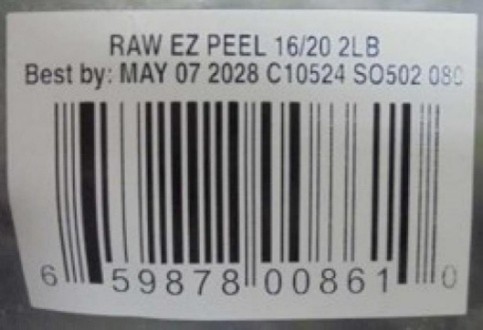 RAW EZ PEEL 16/20 2LB
Best by: MAY 07 2028 C10524 SO502 080
6 59878 00861 0